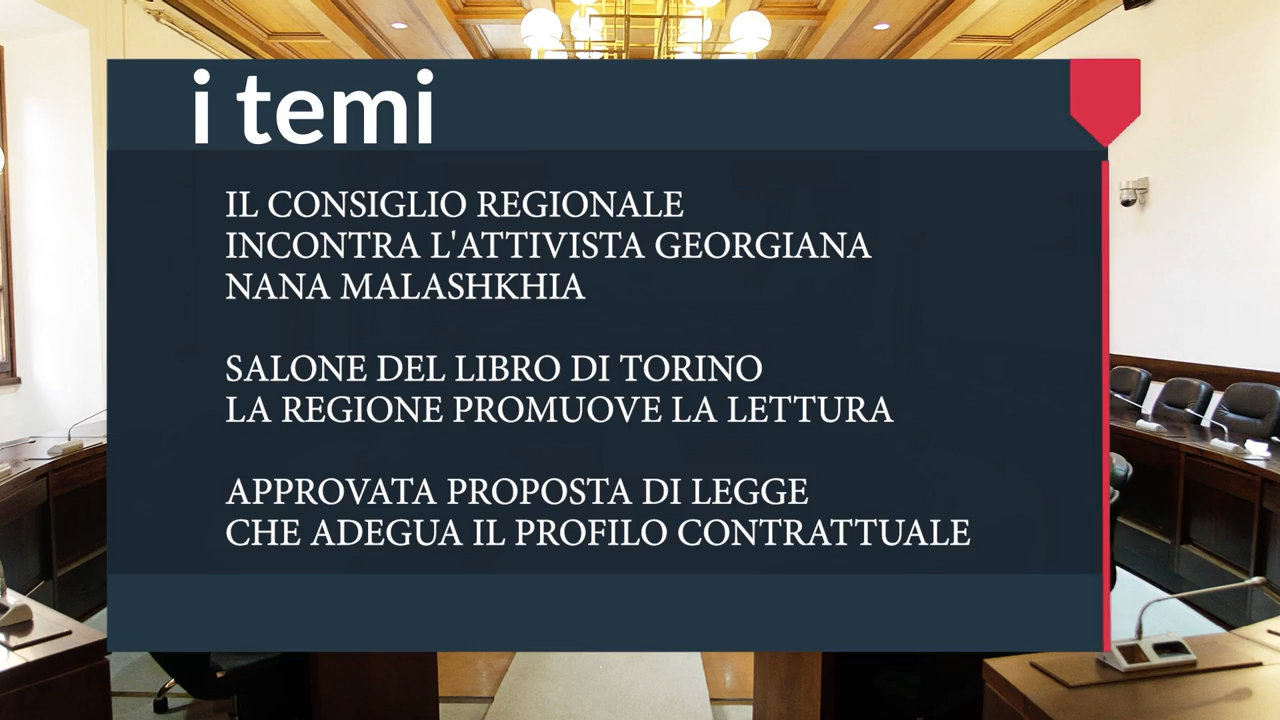 i temi
IL CONSIGLIO REGIONALE
INCONTRA L'ATTIVISTA GEORGIANA
NANA MALASHKHIA
SALONE DEL LIBRO DI TORINO
LA REGIONE PROMUOVE LA LETTURA
APPROVATA PROPOSTA DI LEGGE
CHE ADEGUA IL PROFILO CONTRATTUALE